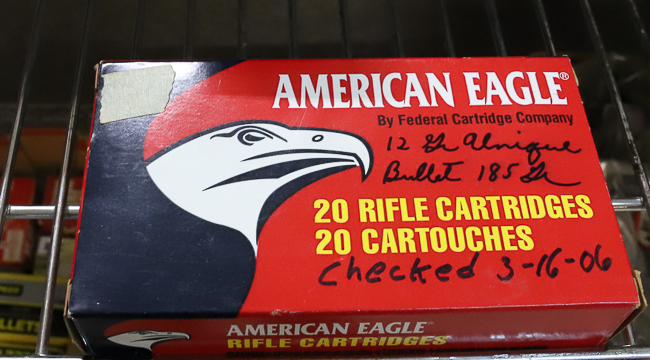 AMERICAN EAGLE®
By Federal Cartridge Company
12 Gr Unique
Bullet 185 Gr
20 RIFLE CARTRIDGES
20 CARTOUCHES
Checked 3-16-06
AMERICAN EAGLE
RIFLE CARTRIDGES